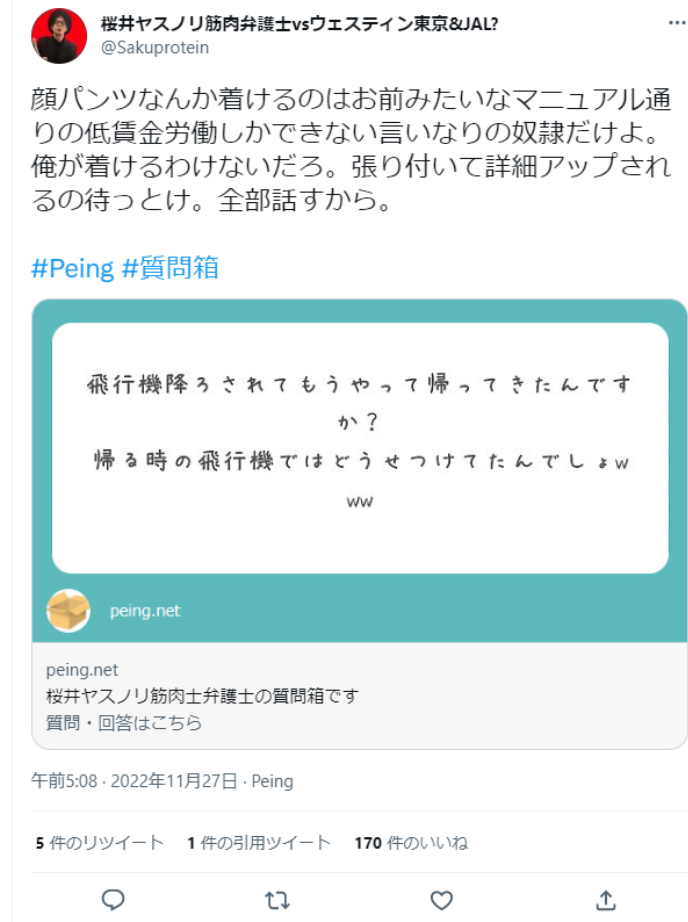 桜井ヤスノリ筋肉弁護士vsウェスティン東京&JAL?
@Sakuprotein
顔パンツなんか着けるのはお前みたいなマニュアル通
りの低賃金労働しかできない言いなりの奴隷だけよ。
俺が着けるわけないだろ。張り付いて詳細アップされ
るの待っとけ。全部話すから。
#Peing #質問箱
飛行機降ろされてもうやって帰ってきたんです
か？
帰る時の飛行機ではどうせつけてたんでしょw
ww
peing.net
peing.net
桜井ヤスノリ筋肉士弁護士の質問箱です
質問・回答はこちら
午前5:08 · 2022年11月27日 · Peing
5 件のリツイート 1 件の引用ツイート 170 件のいいね